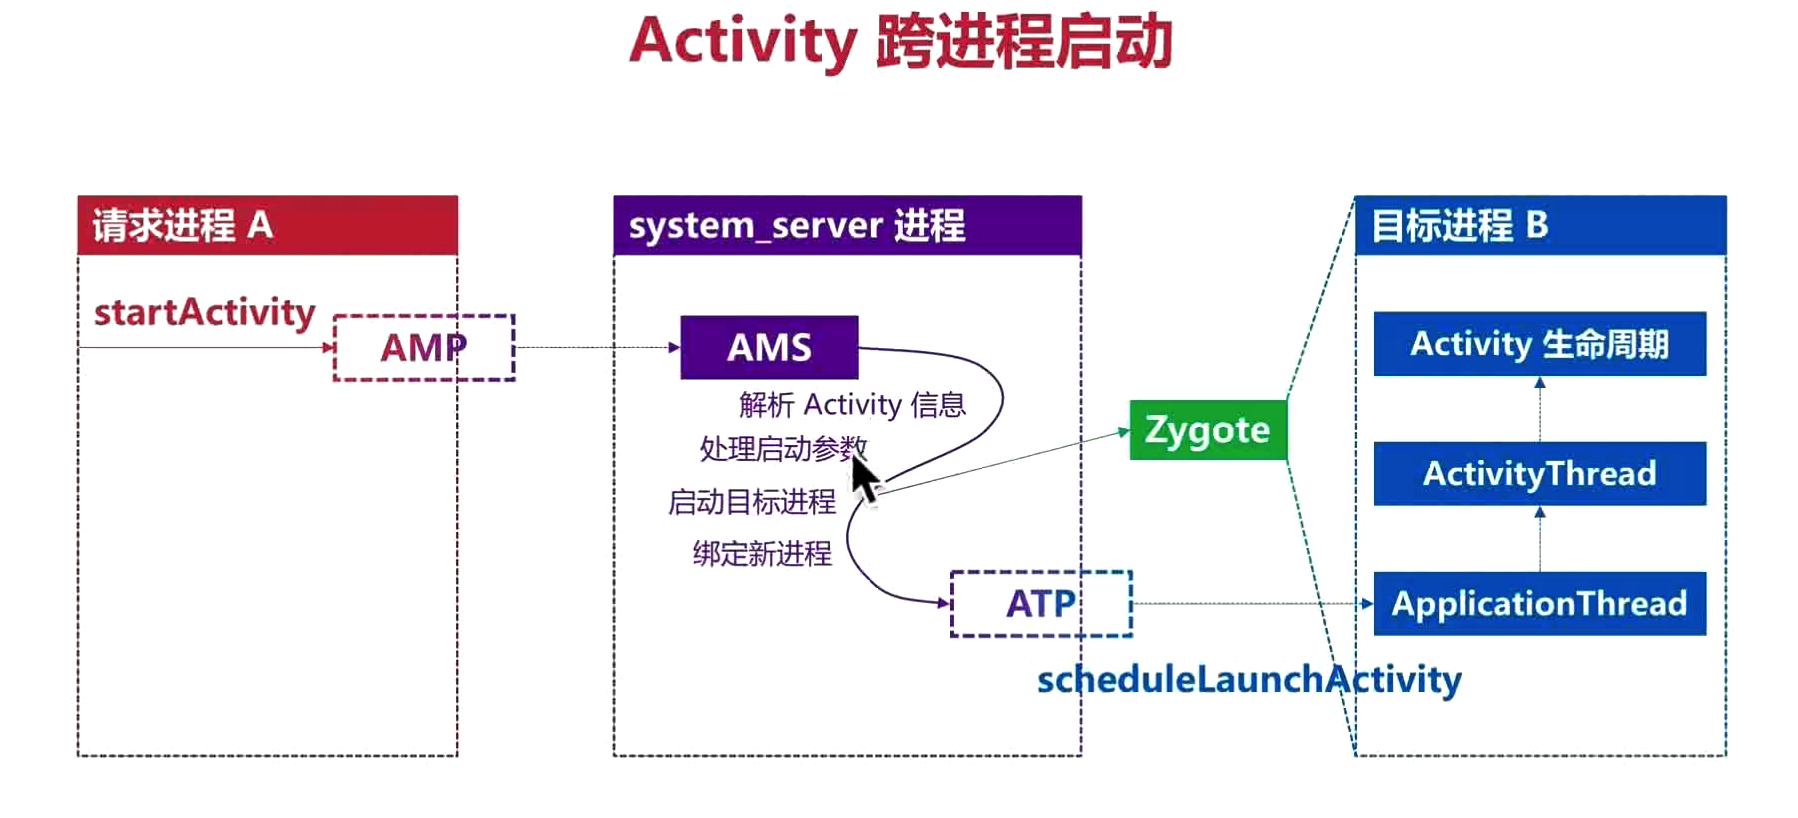 Activity 跨进程启动
请求进程 A
startActivity
AMP
system_server 进程
AMS
解析 Activity 信息
处理启动参数
启动目标进程
绑定新进程
ATP
scheduleLaunchActivity
Zygote
目标进程 B
Activity 生命周期
ActivityThread
ApplicationThread